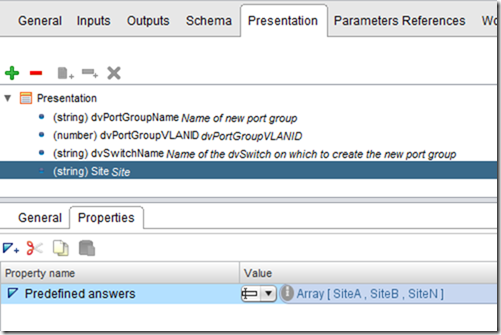 General Inputs Outputs Schema Presentation Parameters References Wo
Presentation
(string) dvPortGroupName Name of new port group
(number) dvPortGroupVLANID dvPortGroupVLANID
(string) dvSwitchName Name of the dvSwitch on which to create the new port group
(string) Site Site
General Properties
Property name Value
Predefined answers Array [ SiteA , SiteB , SiteN ]